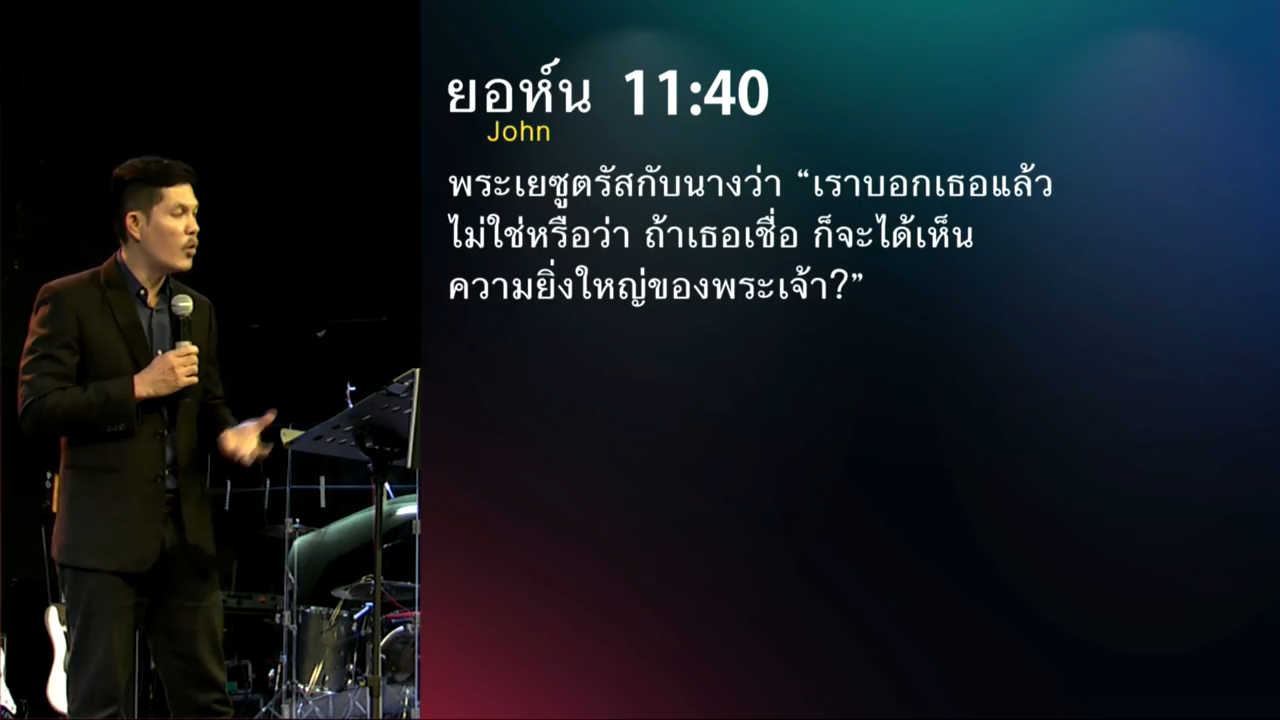 ยอห์น 11:40
John
พระเยซูตรัสกับนางว่า “เราบอกเธอแล้ว
ไม่ใช่หรือว่า ถ้าเธอเชื่อ ก็จะได้เห็น
ความยิ่งใหญ่ของพระเจ้า?”